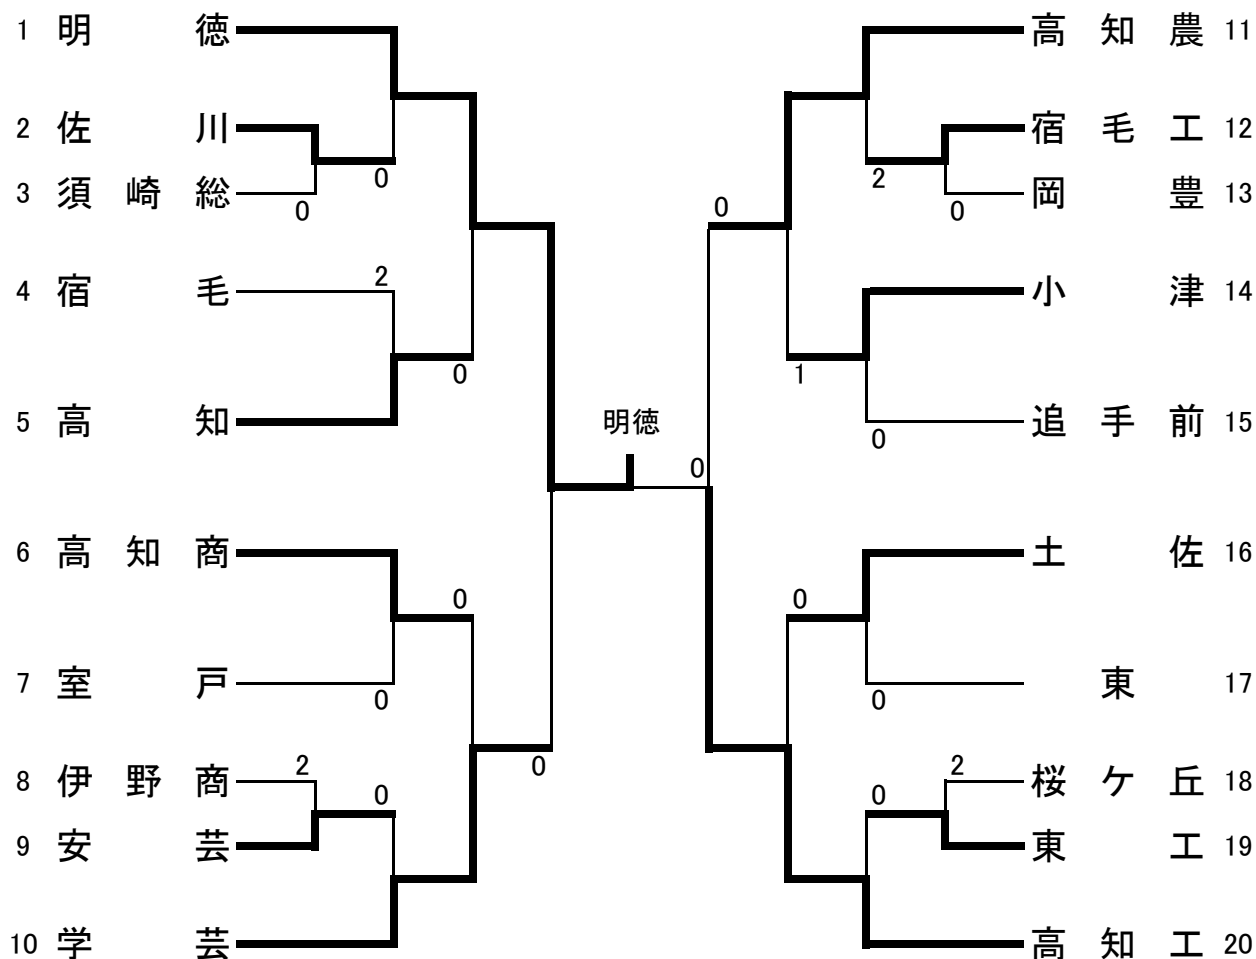 1 明徳
2 佐川
0
3 須崎総
0
4 宿毛
2
0
5 高知
6 高知商
0
7 室戸
0
8 伊野商
2
0
9 安芸
10 学芸
0
明徳
0
0
高知農 11
宿毛工 12
2
岡豊 13
0
小津 14
1
追手前 15
0
土佐 16
0
東 17
0
桜ケ丘 18
2
0
東工 19
高知工 20